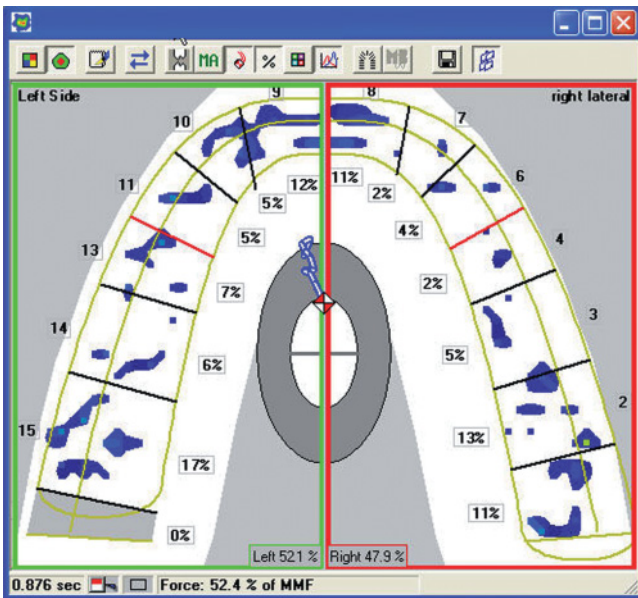 MA % MB
Left Side
right lateral
9 8
10 7
11 6
13 4
14 3
15 2
12% 11%
5% 2%
5% 4%
7% 2%
6% 5%
17% 13%
0% 11%
Left 52.1 % Right 47.9 %
0.876 sec Force: 52.4 % of MMF